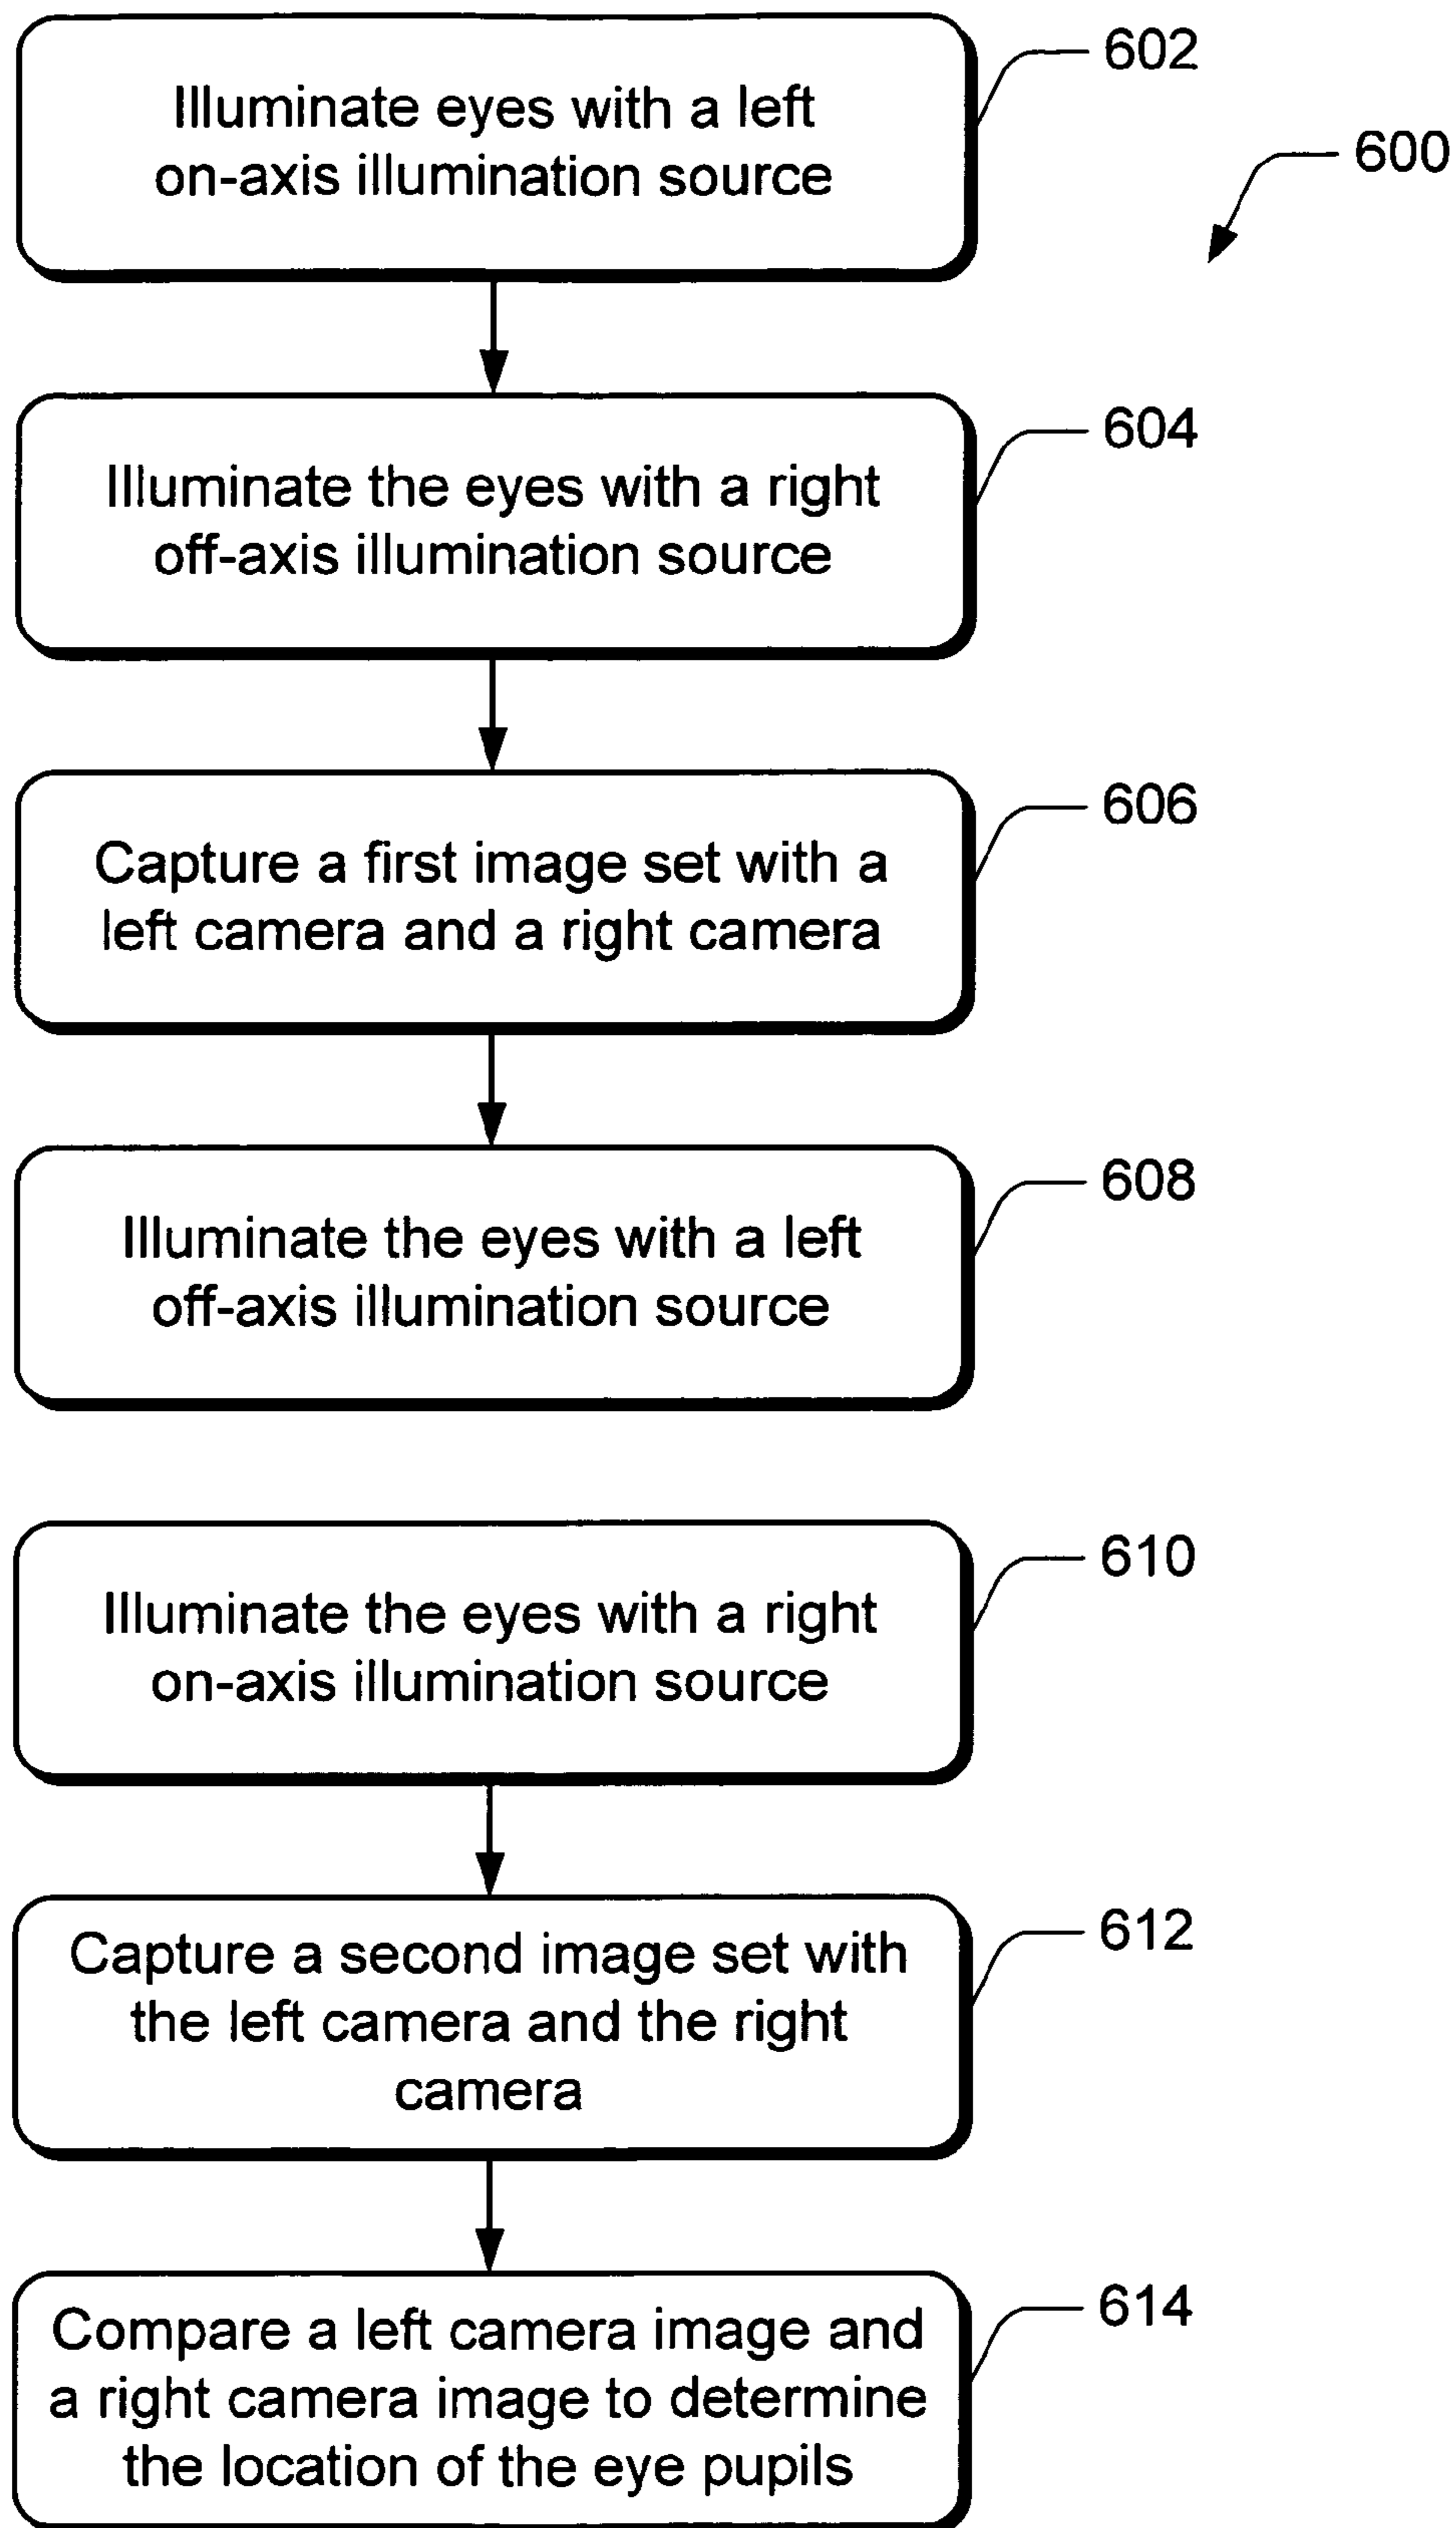 Illuminate eyes with a left
on-axis illumination source
602
600
Illuminate the eyes with a right
off-axis illumination source
604
Capture a first image set with a
left camera and a right camera
606
Illuminate the eyes with a left
off-axis illumination source
608
Illuminate the eyes with a right
on-axis illumination source
610
Capture a second image set with
the left camera and the right
camera
612
Compare a left camera image and
a right camera image to determine
the location of the eye pupils
614